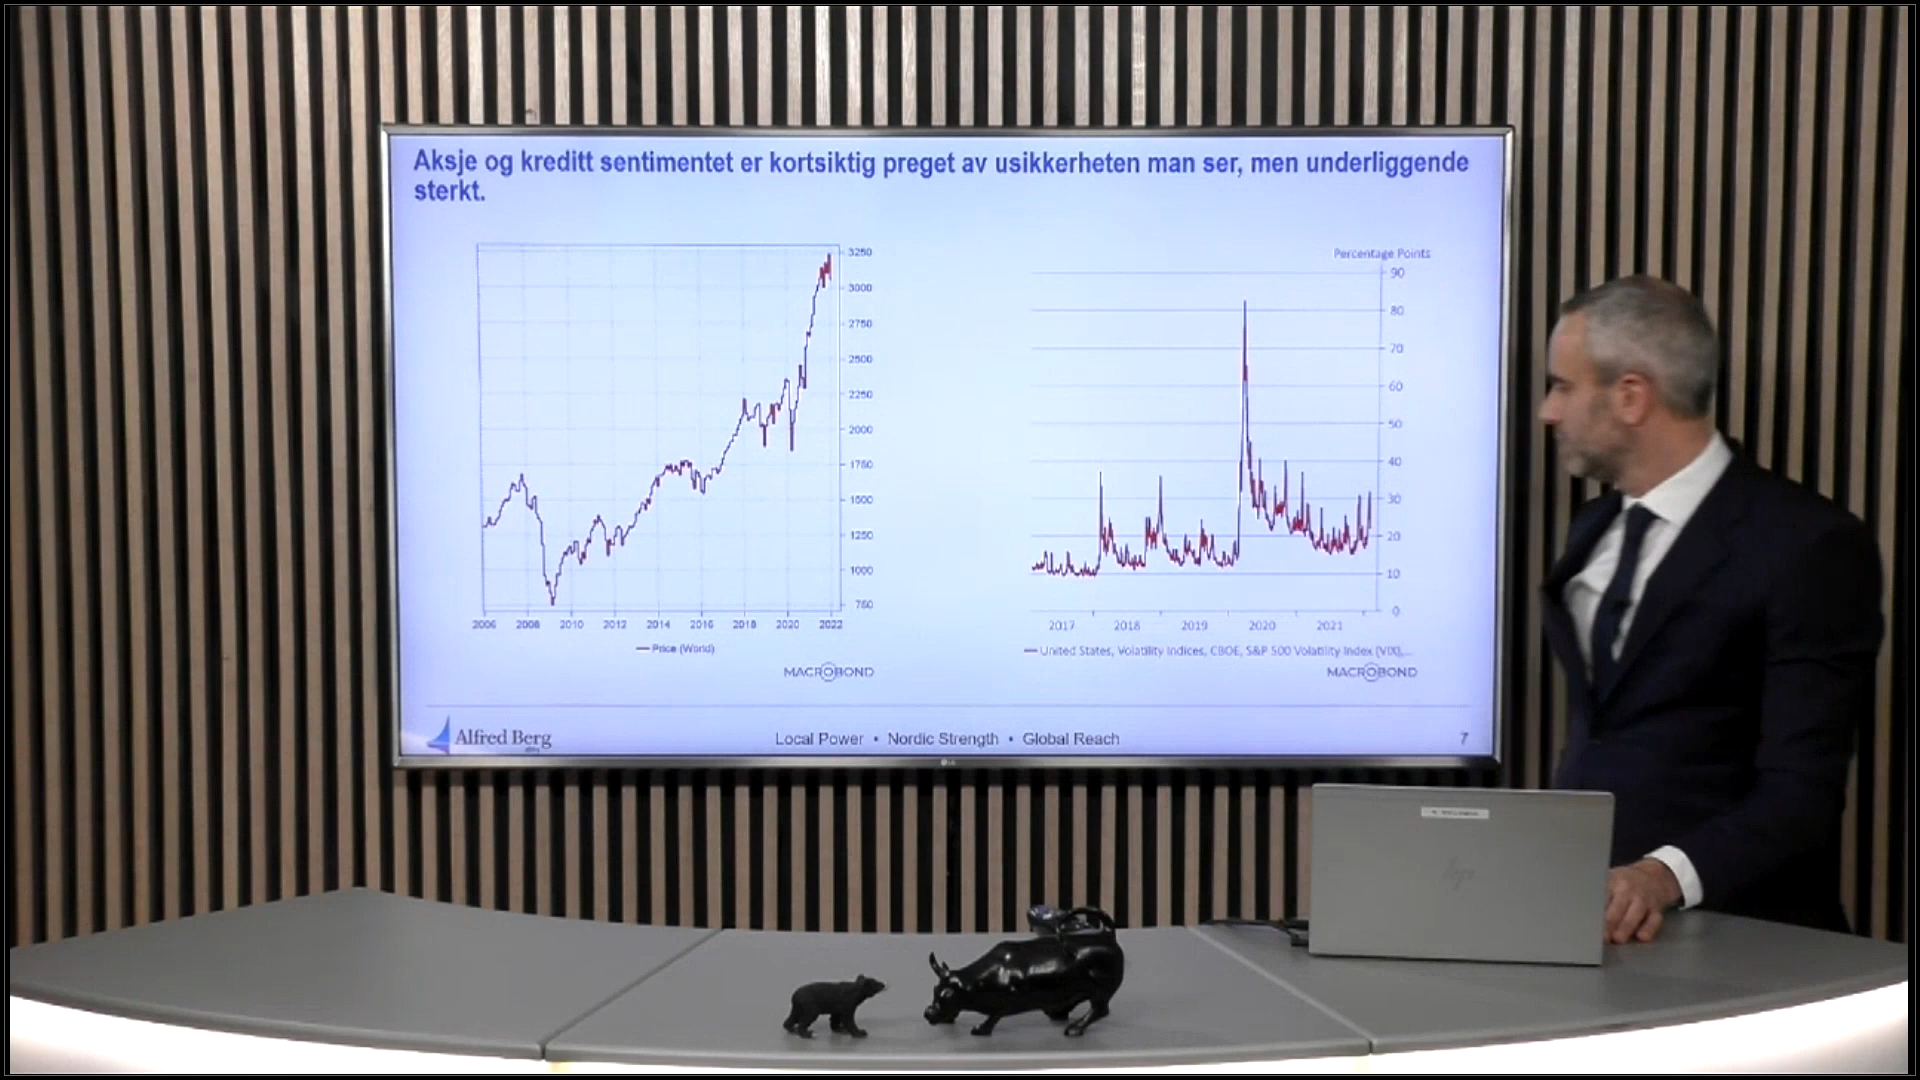 Aksje og kreditt sentimentet er kortsiktig preget av usikkerheten man ser, men underliggende
sterkt.
3250
3000
2750
2500
2250
2000
1750
1500
1250
1000
750
2006 2008 2010 2012 2014 2016 2018 2020 2022
Price (World)
MACROBOND
Percentage Points
90
80
70
60
50
40
30
20
10
0
2017 2018 2019 2020 2021
United States, Volatility Indices, CBOE, S&P 500 Volatility Index (VIX),...
MACROBOND
Alfred Berg
Local Power • Nordic Strength • Global Reach
7
LG
hp